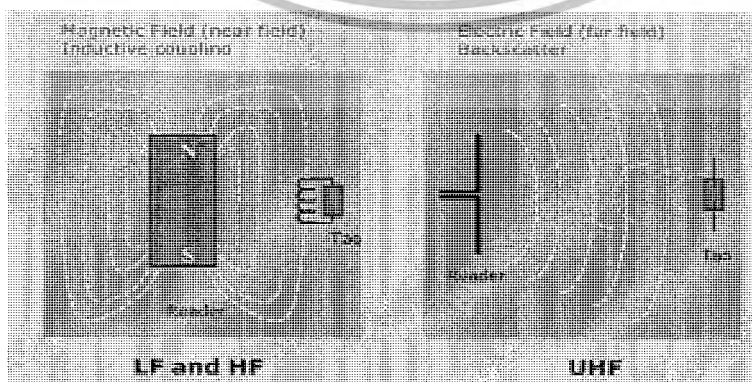 Magnetic Field (near field)
Inductive coupling
N
S
Tag
Reader
LF and HF
Electric Field (far field)
Backscatter
Reader
Tag
UHF